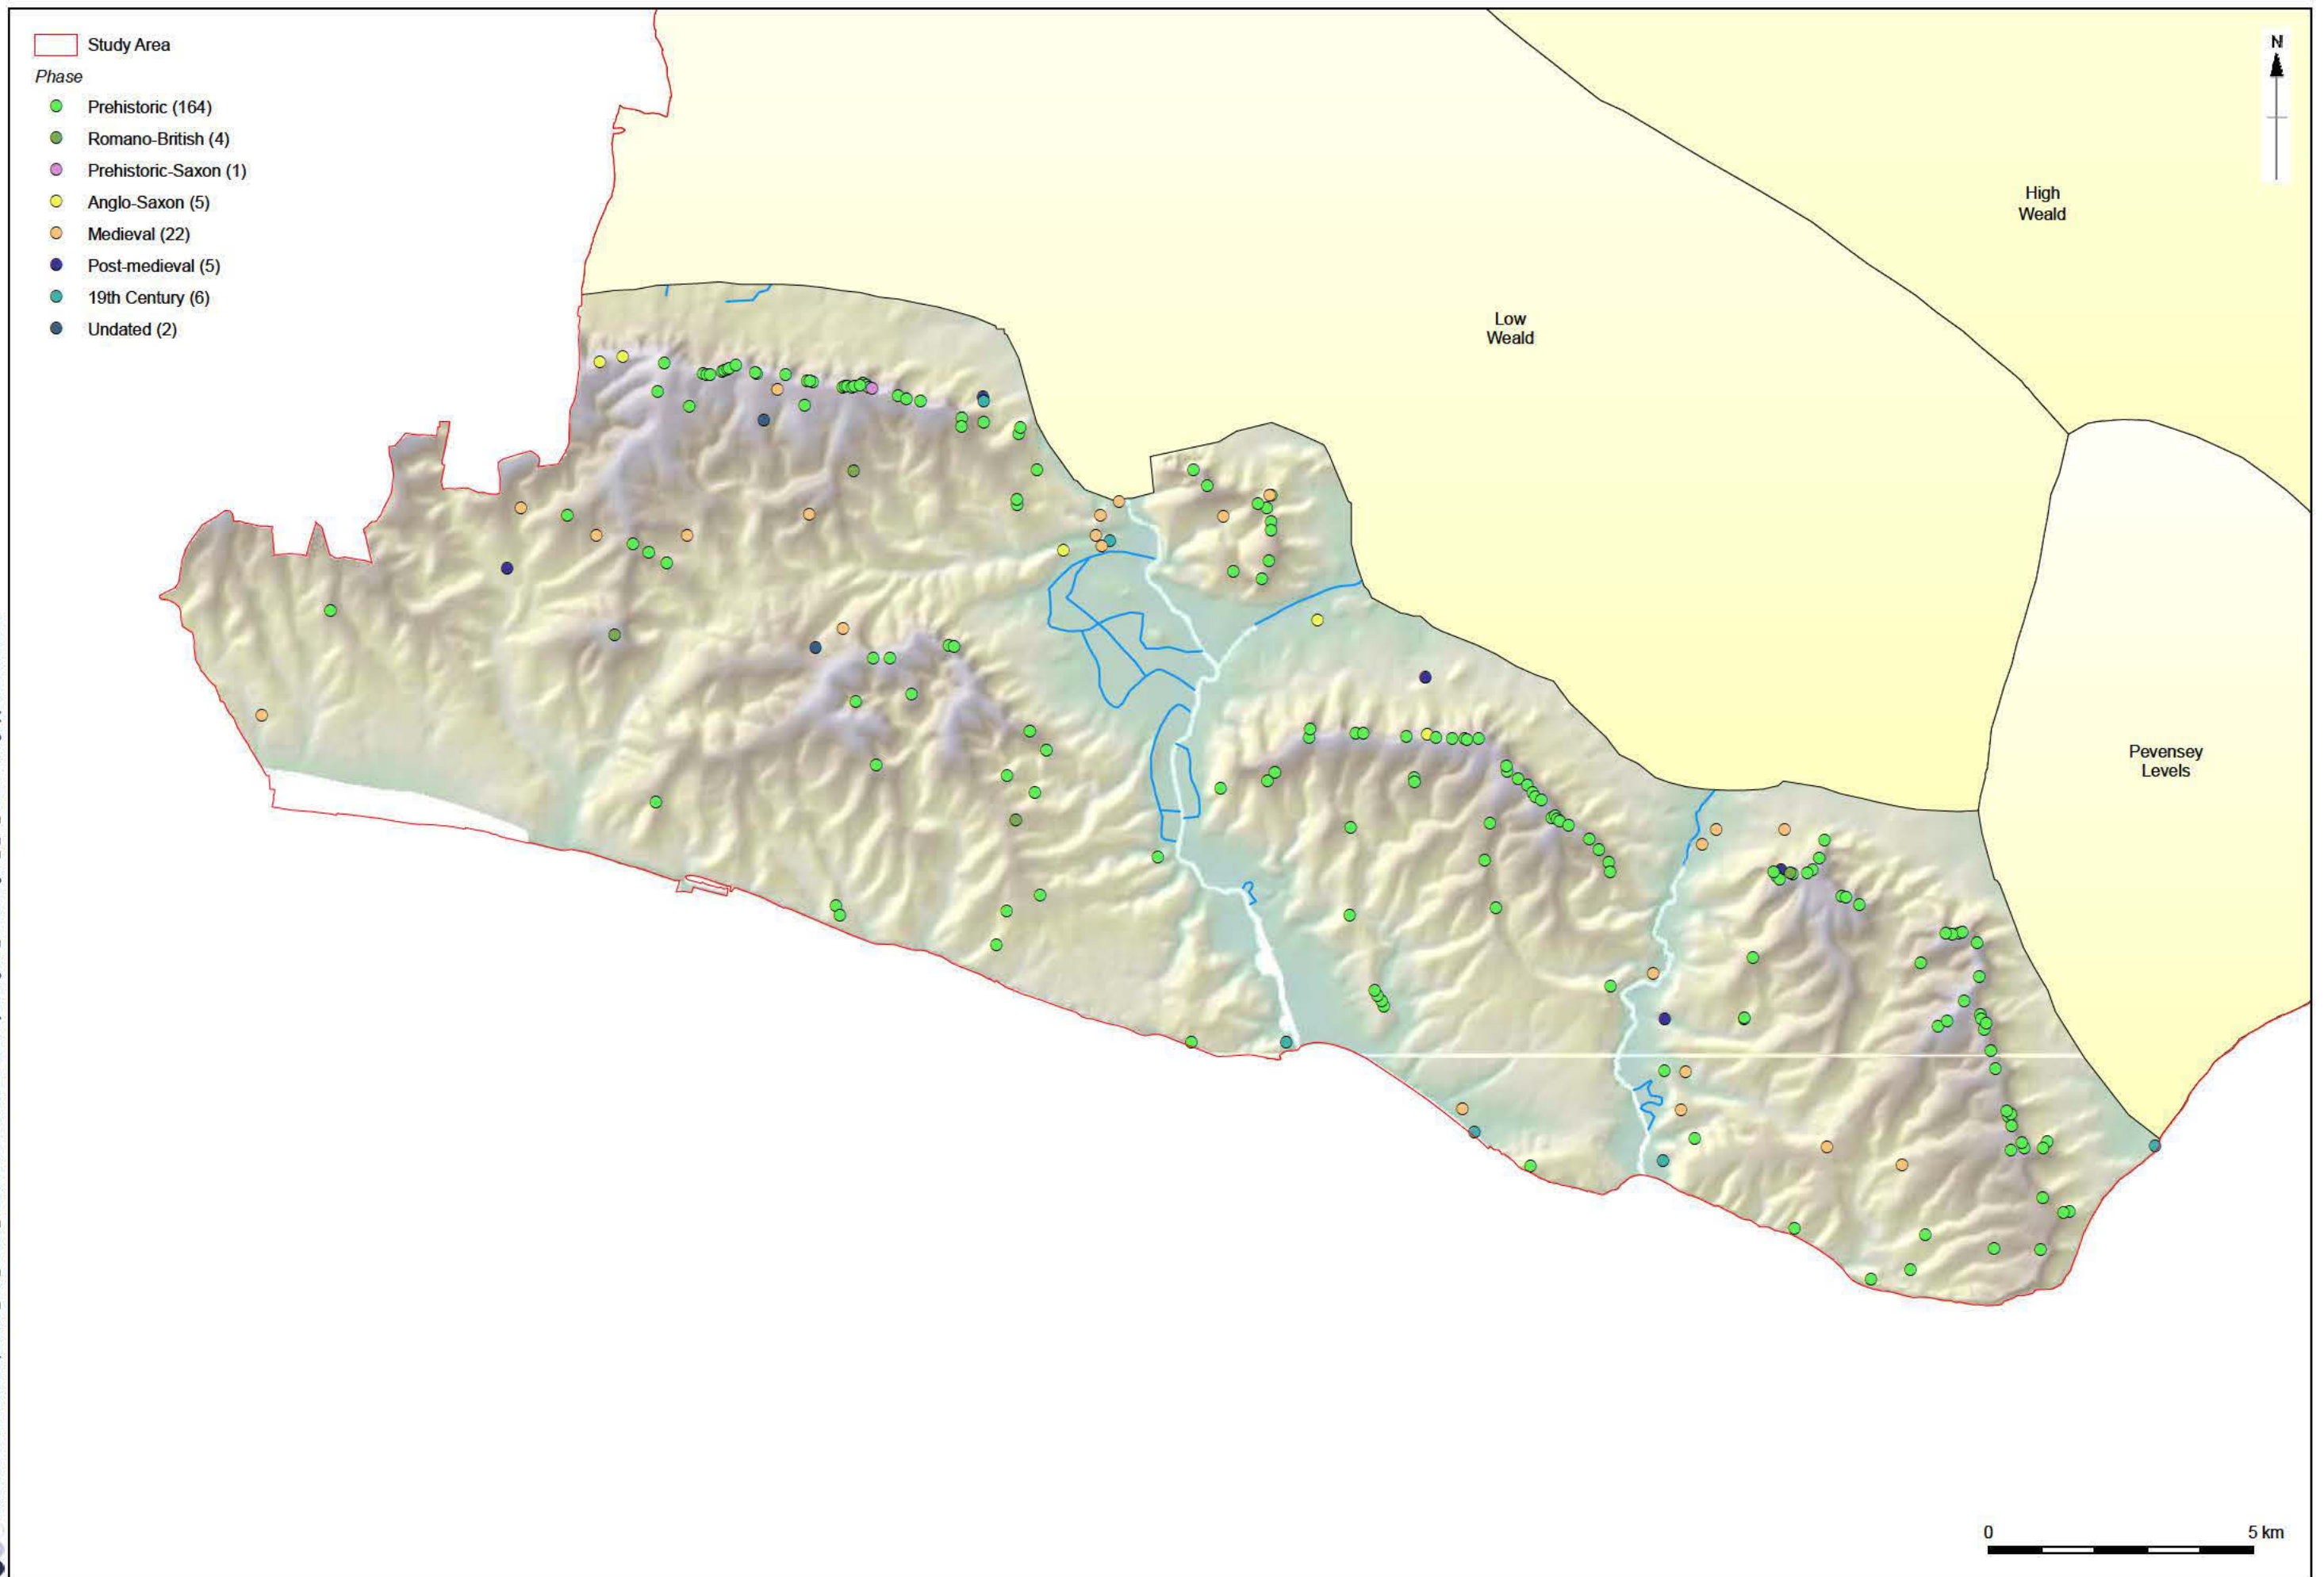 Study Area
Phase
Prehistoric (164)
Romano-British (4)
Prehistoric-Saxon (1)
Anglo-Saxon (5)
Medieval (22)
Post-medieval (5)
19th Century (6)
Undated (2)
N
High
Weald
Low
Weald
Pevensey
Levels
0 5 km